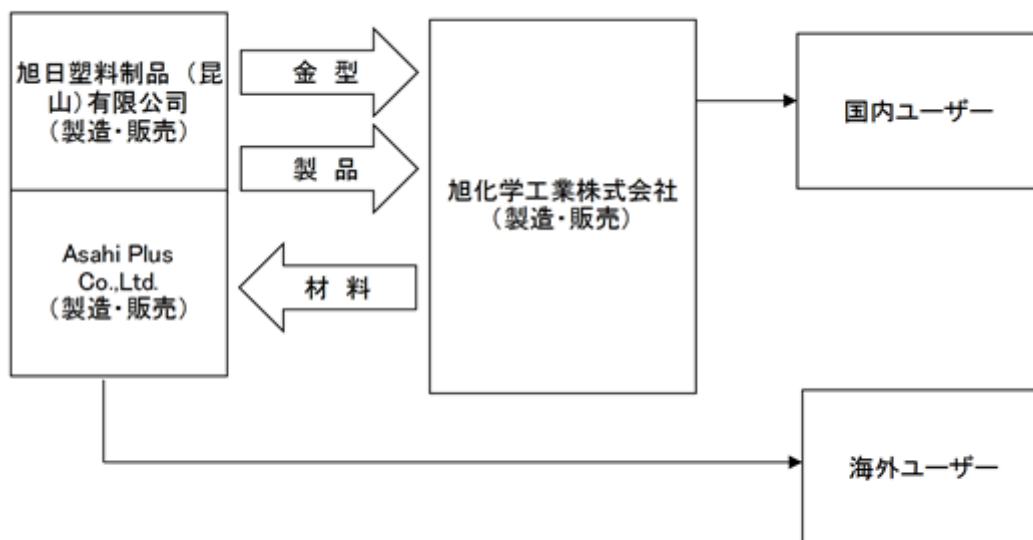 旭日塑料制品（昆
山）有限公司
（製造・販売）
Asahi Plus
Co.,Ltd.
（製造・販売）
金 型
製 品
材 料
旭化学工業株式会社
（製造・販売）
国内ユーザー
海外ユーザー